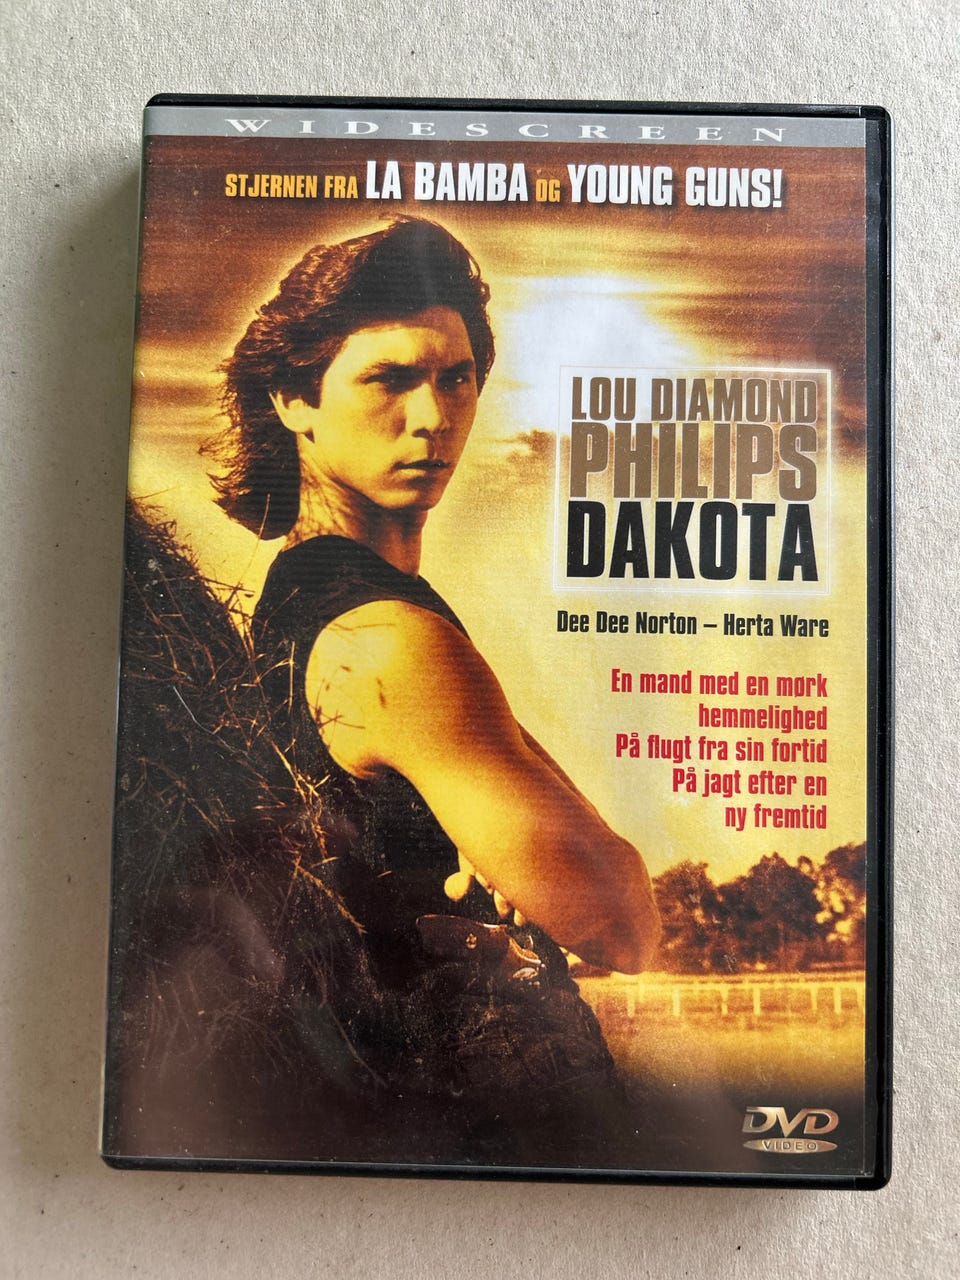 WIDESCREEN
STJERNEN FRA LA BAMBA OG YOUNG GUNS!
LOU DIAMOND
PHILIPS
DAKOTA
Dee Dee Norton – Herta Ware
En mand med en mørk
hemmelighed
På flugt fra sin fortid
På jagt efter en
ny fremtid
DVD
VIDEO